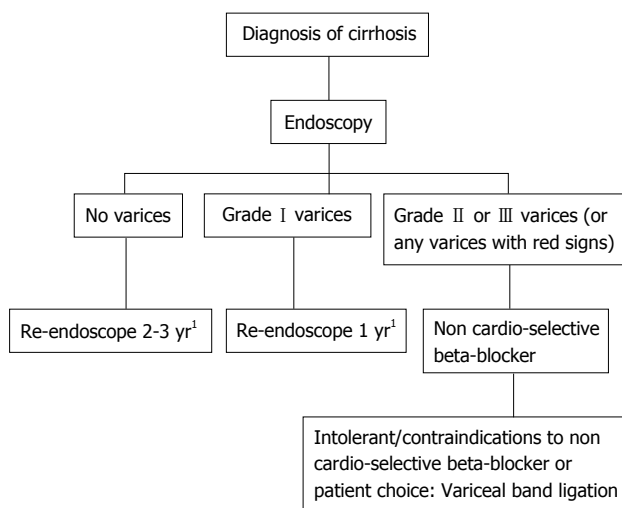 Diagnosis of cirrhosis
Endoscopy
No varices
Grade Ⅰ varices
Grade Ⅱ or Ⅲ varices (or
any varices with red signs)
Re-endoscope 2-3 yr¹
Re-endoscope 1 yr¹
Non cardio-selective
beta-blocker
Intolerant/contraindications to non
cardio-selective beta-blocker or
patient choice: Variceal band ligation